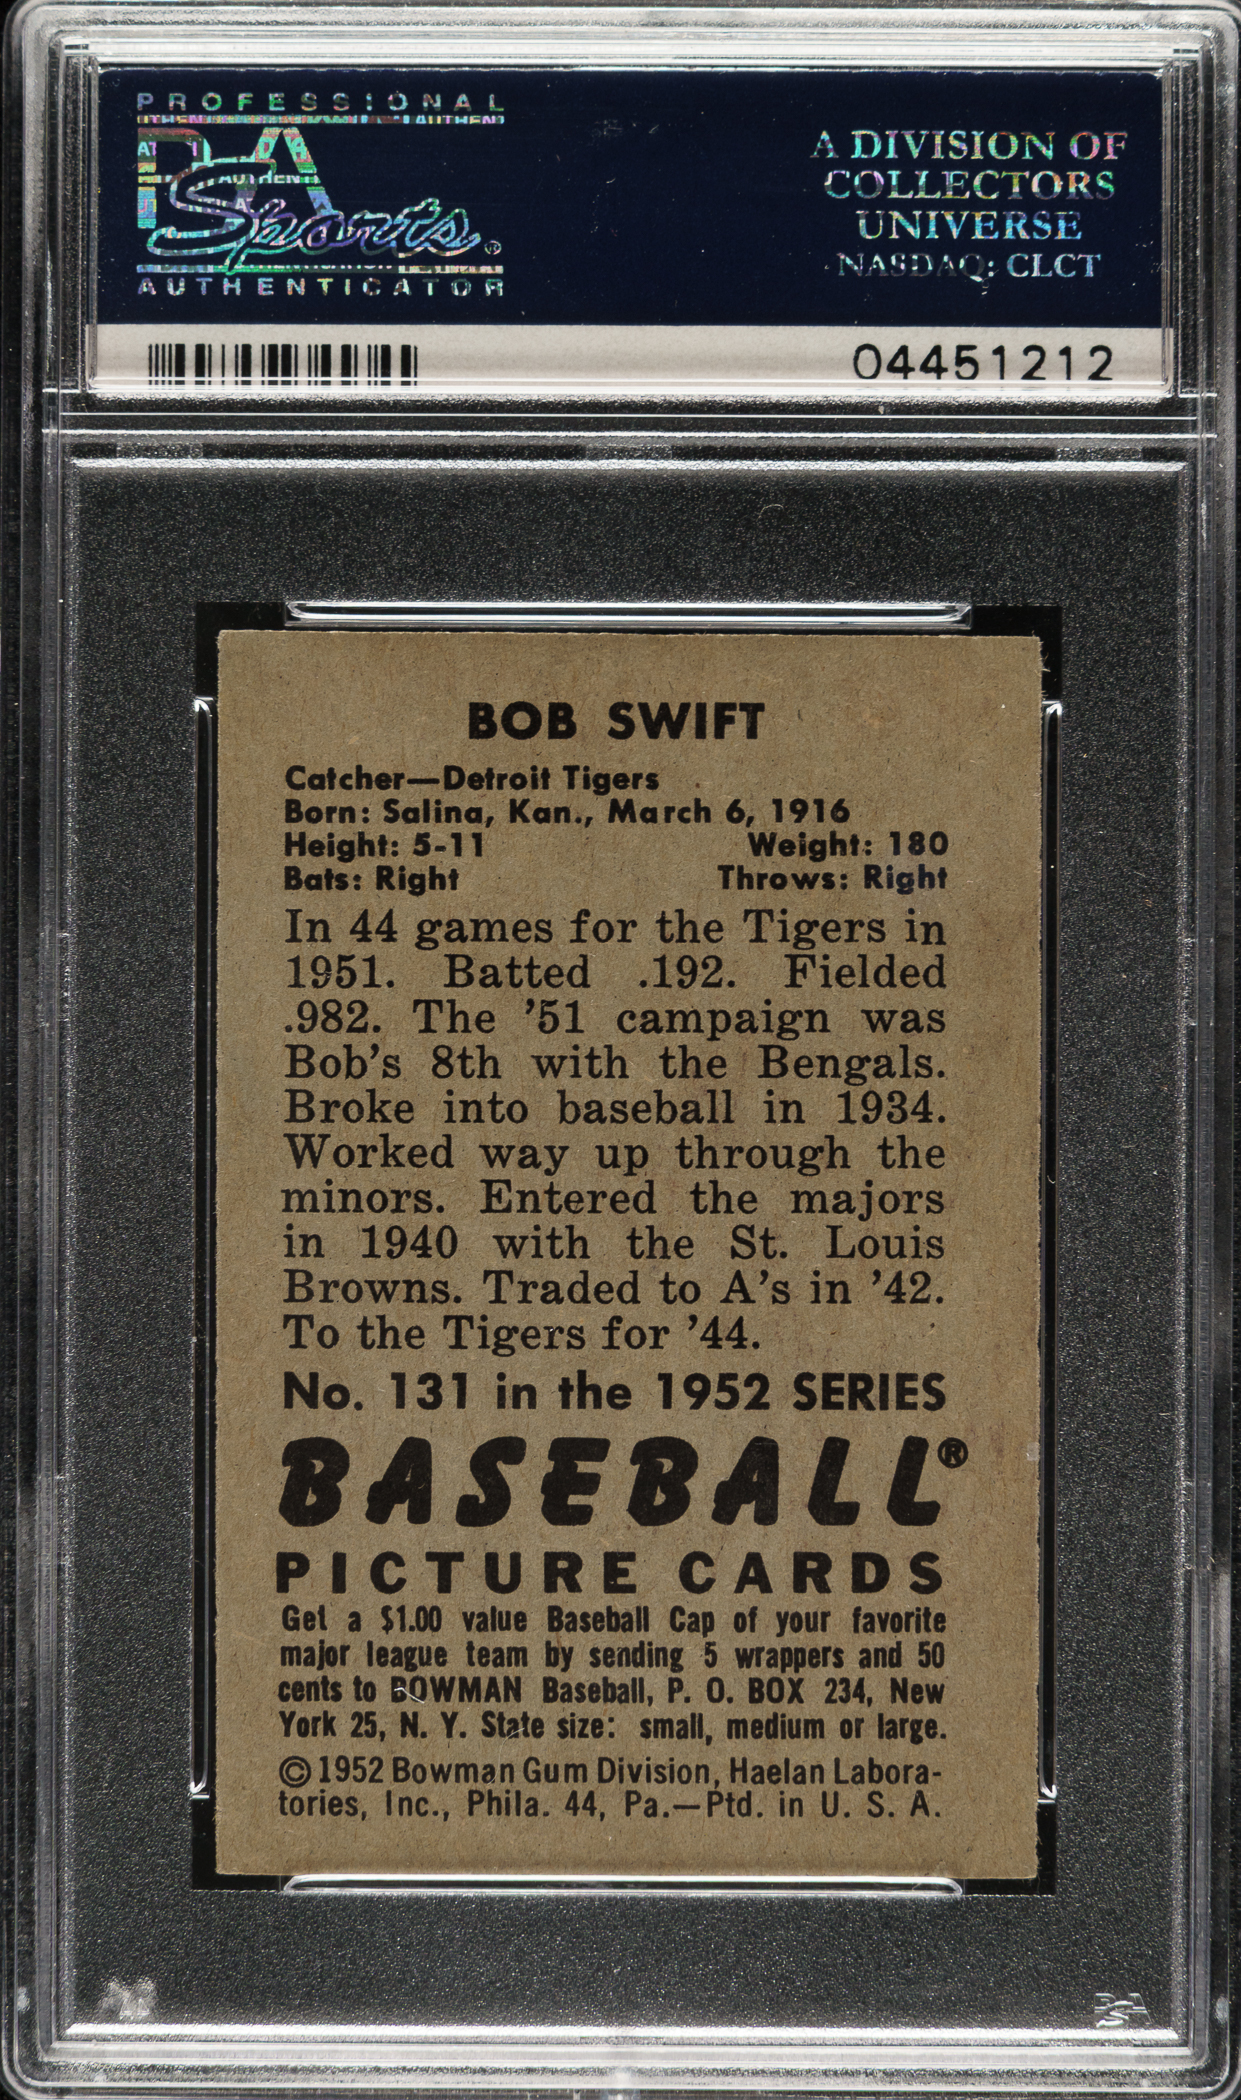 PROFESSIONAL
PSA
Sports®
AUTHENTICATOR
A DIVISION OF
COLLECTORS
UNIVERSE
NASDAQ: CLCT
04451212
BOB SWIFT
Catcher—Detroit Tigers
Born: Salina, Kan., March 6, 1916
Height: 5-11 Weight: 180
Bats: Right Throws: Right
In 44 games for the Tigers in
1951. Batted .192. Fielded
.982. The ’51 campaign was
Bob’s 8th with the Bengals.
Broke into baseball in 1934.
Worked way up through the
minors. Entered the majors
in 1940 with the St. Louis
Browns. Traded to A’s in ’42.
To the Tigers for ’44.
No. 131 in the 1952 SERIES
BASEBALL®
PICTURE CARDS
Get a $1.00 value Baseball Cap of your favorite
major league team by sending 5 wrappers and 50
cents to BOWMAN Baseball, P. O. BOX 234, New
York 25, N. Y. State size: small, medium or large.
©1952 Bowman Gum Division, Haelan Labora-
tories, Inc., Phila. 44, Pa.—Ptd. in U. S. A.
PSA